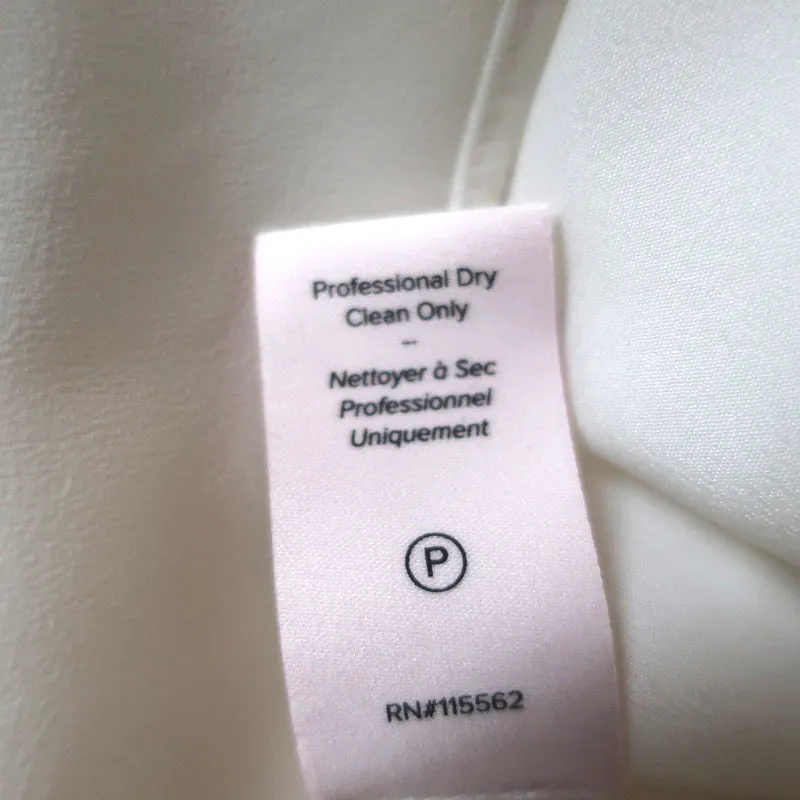 Professional Dry
Clean Only
–
Nettoyer à Sec
Professionnel
Uniquement
P
RN#115562